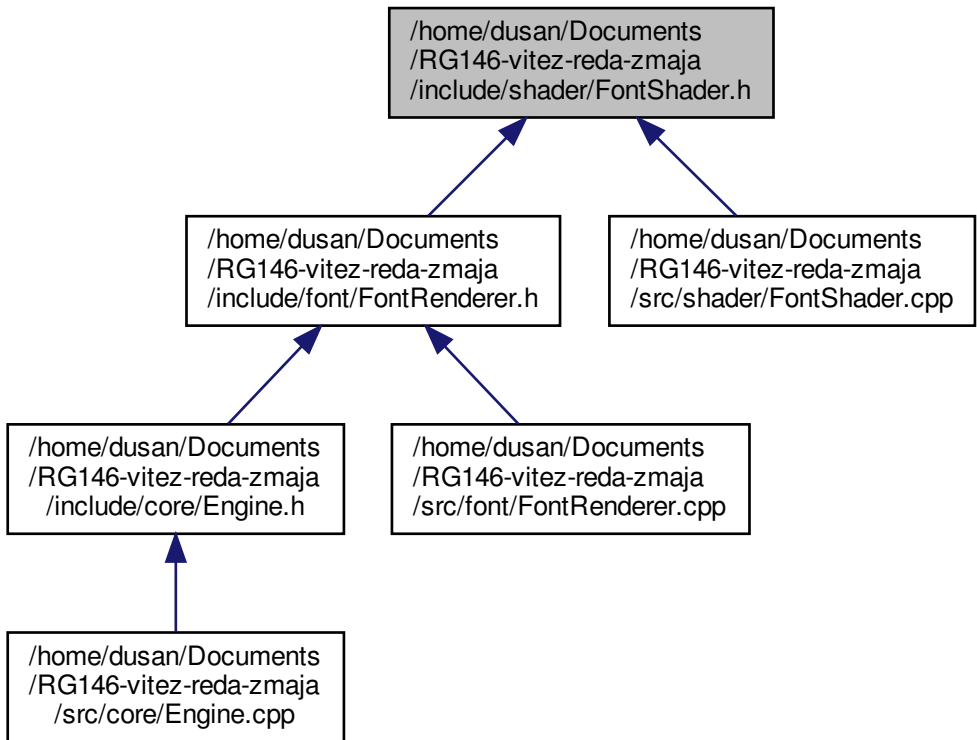 /home/dusan/Documents
/RG146-vitez-reda-zmaja
/include/shader/FontShader.h
/home/dusan/Documents
/RG146-vitez-reda-zmaja
/include/font/FontRenderer.h
/home/dusan/Documents
/RG146-vitez-reda-zmaja
/src/shader/FontShader.cpp
/home/dusan/Documents
/RG146-vitez-reda-zmaja
/include/core/Engine.h
/home/dusan/Documents
/RG146-vitez-reda-zmaja
/src/font/FontRenderer.cpp
/home/dusan/Documents
/RG146-vitez-reda-zmaja
/src/core/Engine.cpp